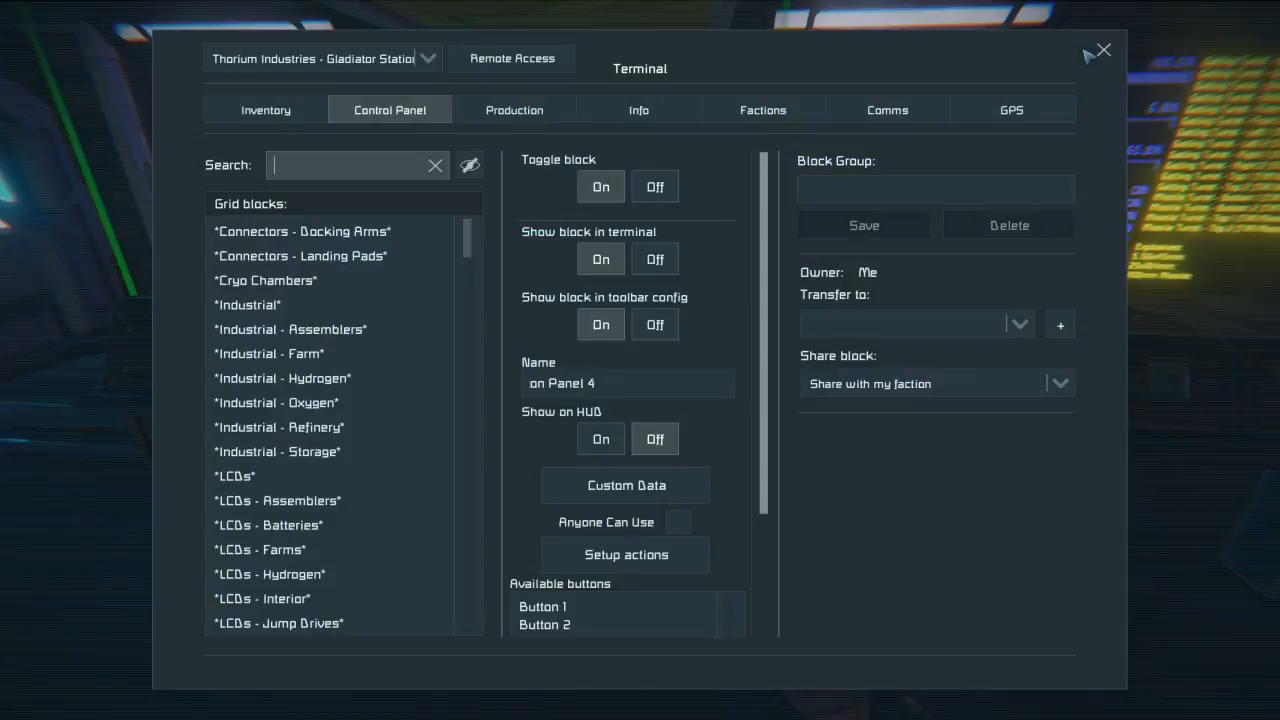 Thorium Industries - Gladiator Station
Remote Access
Terminal
Inventory
Control Panel
Production
Info
Factions
Comms
GPS
Search:
Grid blocks:
*Connectors - Docking Arms*
*Connectors - Landing Pads*
*Cryo Chambers*
*Industrial*
*Industrial - Assemblers*
*Industrial - Farm*
*Industrial - Hydrogen*
*Industrial - Oxygen*
*Industrial - Refinery*
*Industrial - Storage*
*LCDs*
*LCDs - Assemblers*
*LCDs - Batteries*
*LCDs - Farms*
*LCDs - Hydrogen*
*LCDs - Interior*
*LCDs - Jump Drives*
Toggle block
On Off
Show block in terminal
On Off
Show block in toolbar config
On Off
Name
on Panel 4
Show on HUD
On Off
Custom Data
Anyone Can Use
Setup actions
Available buttons
Button 1
Button 2
Block Group:
Save
Delete
Owner: Me
Transfer to:
+
Share block:
Share with my faction